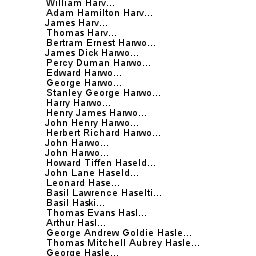 William Harv...
Adam Hamilton Harv...
James Harv...
Thomas Harv...
Bertram Ernest Harwo...
James Dick Harwo...
Percy Duman Harwo...
Edward Harwo...
George Harwo...
Stanley George Harwo...
Harry Harwo...
Henry James Harwo...
John Henry Harwo...
Herbert Richard Harwo...
John Harwo...
John Harwo...
Howard Tiffen Haseld...
John Lane Haseld...
Leonard Hase...
Basil Lawrence Haselti...
Basil Haski...
Thomas Evans Hasl...
Arthur Hasl...
George Andrew Goldie Hasle...
Thomas Mitchell Aubrey Hasle...
George Hasle...